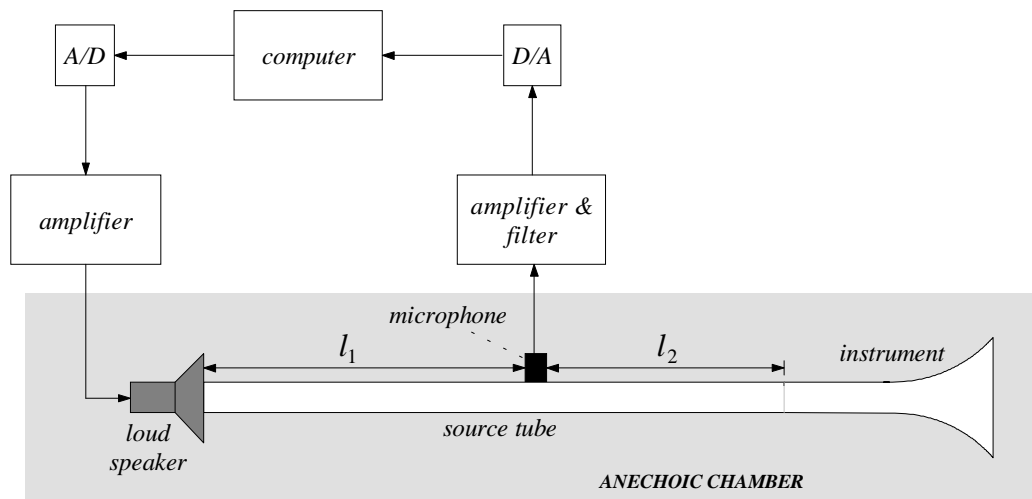 A/D
computer
D/A
amplifier
amplifier &
filter
microphone
l₁
l₂
instrument
loud
speaker
source tube
ANECHOIC CHAMBER